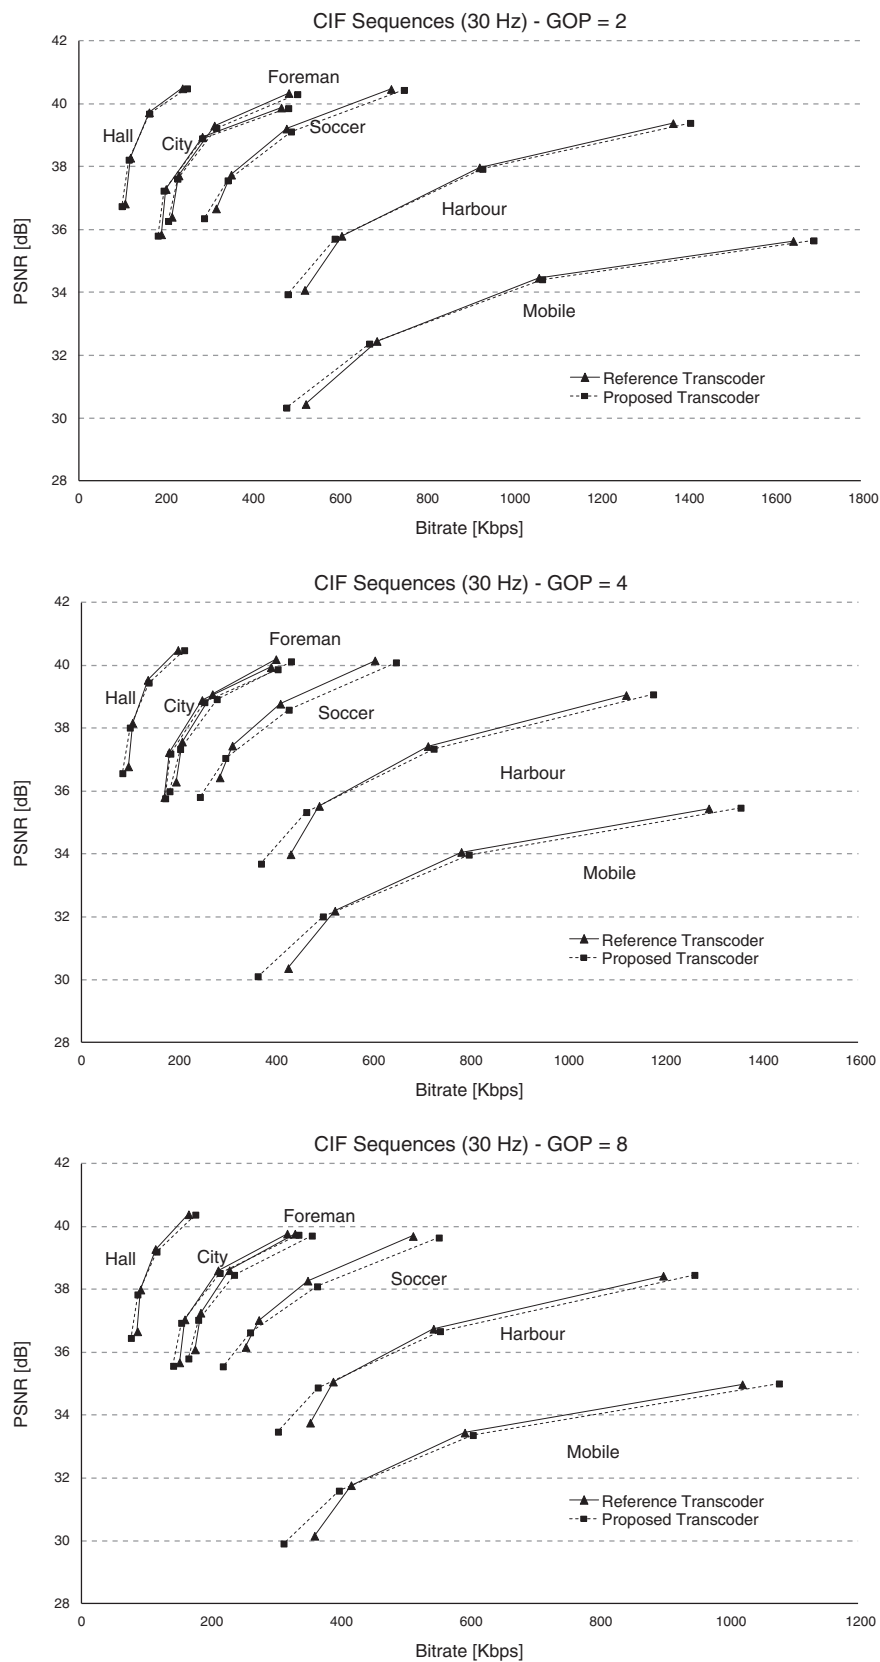 CIF Sequences (30 Hz) - GOP = 2
42
40
38
36
34
32
30
28
PSNR [dB]
Foreman
Hall
City
Soccer
Harbour
Mobile
Reference Transcoder
Proposed Transcoder
0 200 400 600 800 1000 1200 1400 1600 1800
Bitrate [Kbps]
CIF Sequences (30 Hz) - GOP = 4
42
40
38
36
34
32
30
28
PSNR [dB]
Foreman
Hall
City
Soccer
Harbour
Mobile
Reference Transcoder
Proposed Transcoder
0 200 400 600 800 1000 1200 1400 1600
Bitrate [Kbps]
CIF Sequences (30 Hz) - GOP = 8
42
40
38
36
34
32
30
28
PSNR [dB]
Foreman
Hall
City
Soccer
Harbour
Mobile
Reference Transcoder
Proposed Transcoder
0 200 400 600 800 1000 1200
Bitrate [Kbps]